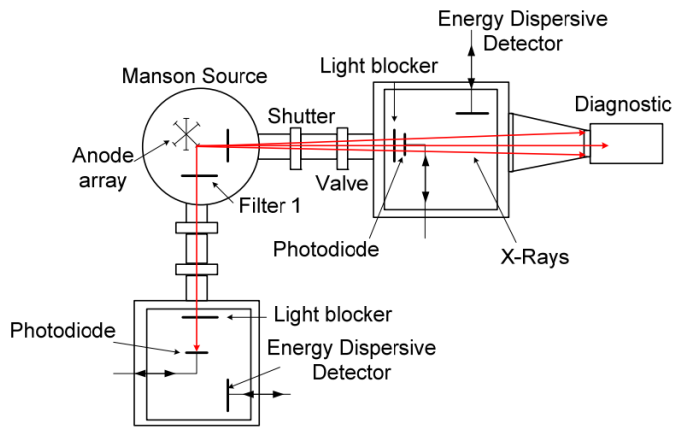 Energy Dispersive
Detector
Manson Source
Light blocker
Shutter
Diagnostic
Anode
array
Valve
Filter 1
Photodiode
X-Rays
Light blocker
Photodiode
Energy Dispersive
Detector